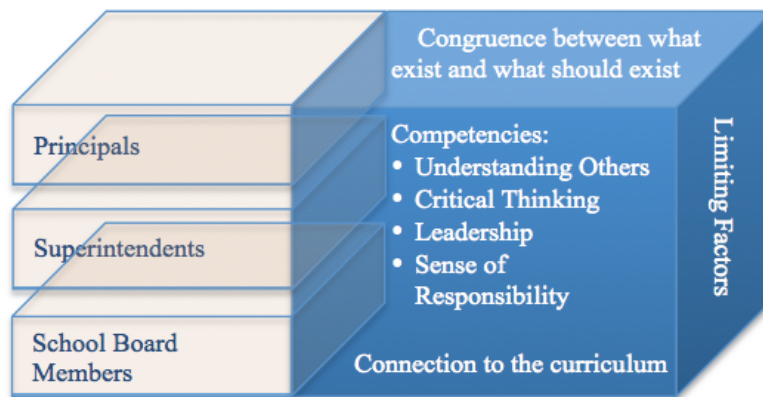 Congruence between what
exist and what should exist
Principals
Superintendents
School Board
Members
Competencies:
• Understanding Others
• Critical Thinking
• Leadership
• Sense of
Responsibility
Connection to the curriculum
Limiting Factors